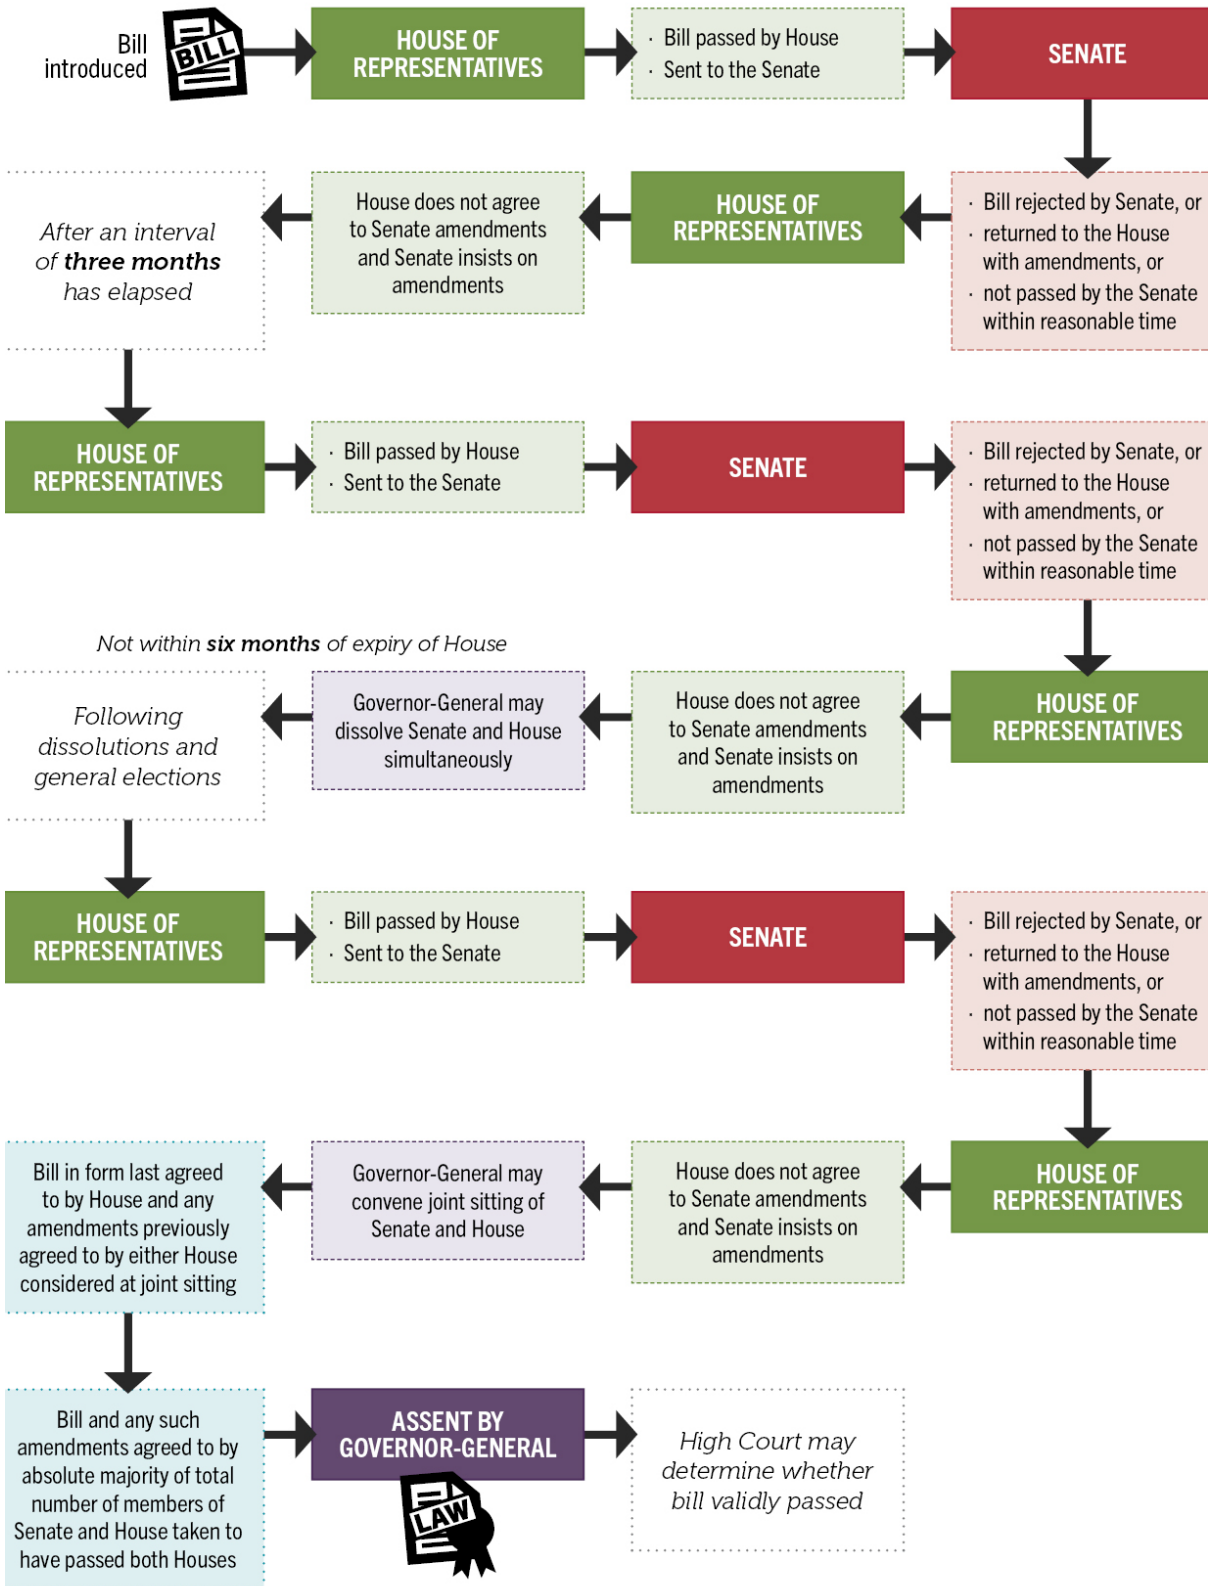 Bill
introduced
BILL
HOUSE OF
REPRESENTATIVES
· Bill passed by House
· Sent to the Senate
SENATE
· Bill rejected by Senate, or
· returned to the House
with amendments, or
· not passed by the Senate
within reasonable time
HOUSE OF
REPRESENTATIVES
House does not agree
to Senate amendments
and Senate insists on
amendments
After an interval
of three months
has elapsed
HOUSE OF
REPRESENTATIVES
· Bill passed by House
· Sent to the Senate
SENATE
· Bill rejected by Senate, or
· returned to the House
with amendments, or
· not passed by the Senate
within reasonable time
HOUSE OF
REPRESENTATIVES
House does not agree
to Senate amendments
and Senate insists on
amendments
Not within six months of expiry of House
Governor-General may
dissolve Senate and House
simultaneously
Following
dissolutions and
general elections
HOUSE OF
REPRESENTATIVES
· Bill passed by House
· Sent to the Senate
SENATE
· Bill rejected by Senate, or
· returned to the House
with amendments, or
· not passed by the Senate
within reasonable time
HOUSE OF
REPRESENTATIVES
House does not agree
to Senate amendments
and Senate insists on
amendments
Governor-General may
convene joint sitting of
Senate and House
Bill in form last agreed
to by House and any
amendments previously
agreed to by either House
considered at joint sitting
Bill and any such
amendments agreed to by
absolute majority of total
number of members of
Senate and House taken to
have passed both Houses
ASSENT BY
GOVERNOR-GENERAL
LAW
High Court may
determine whether
bill validly passed